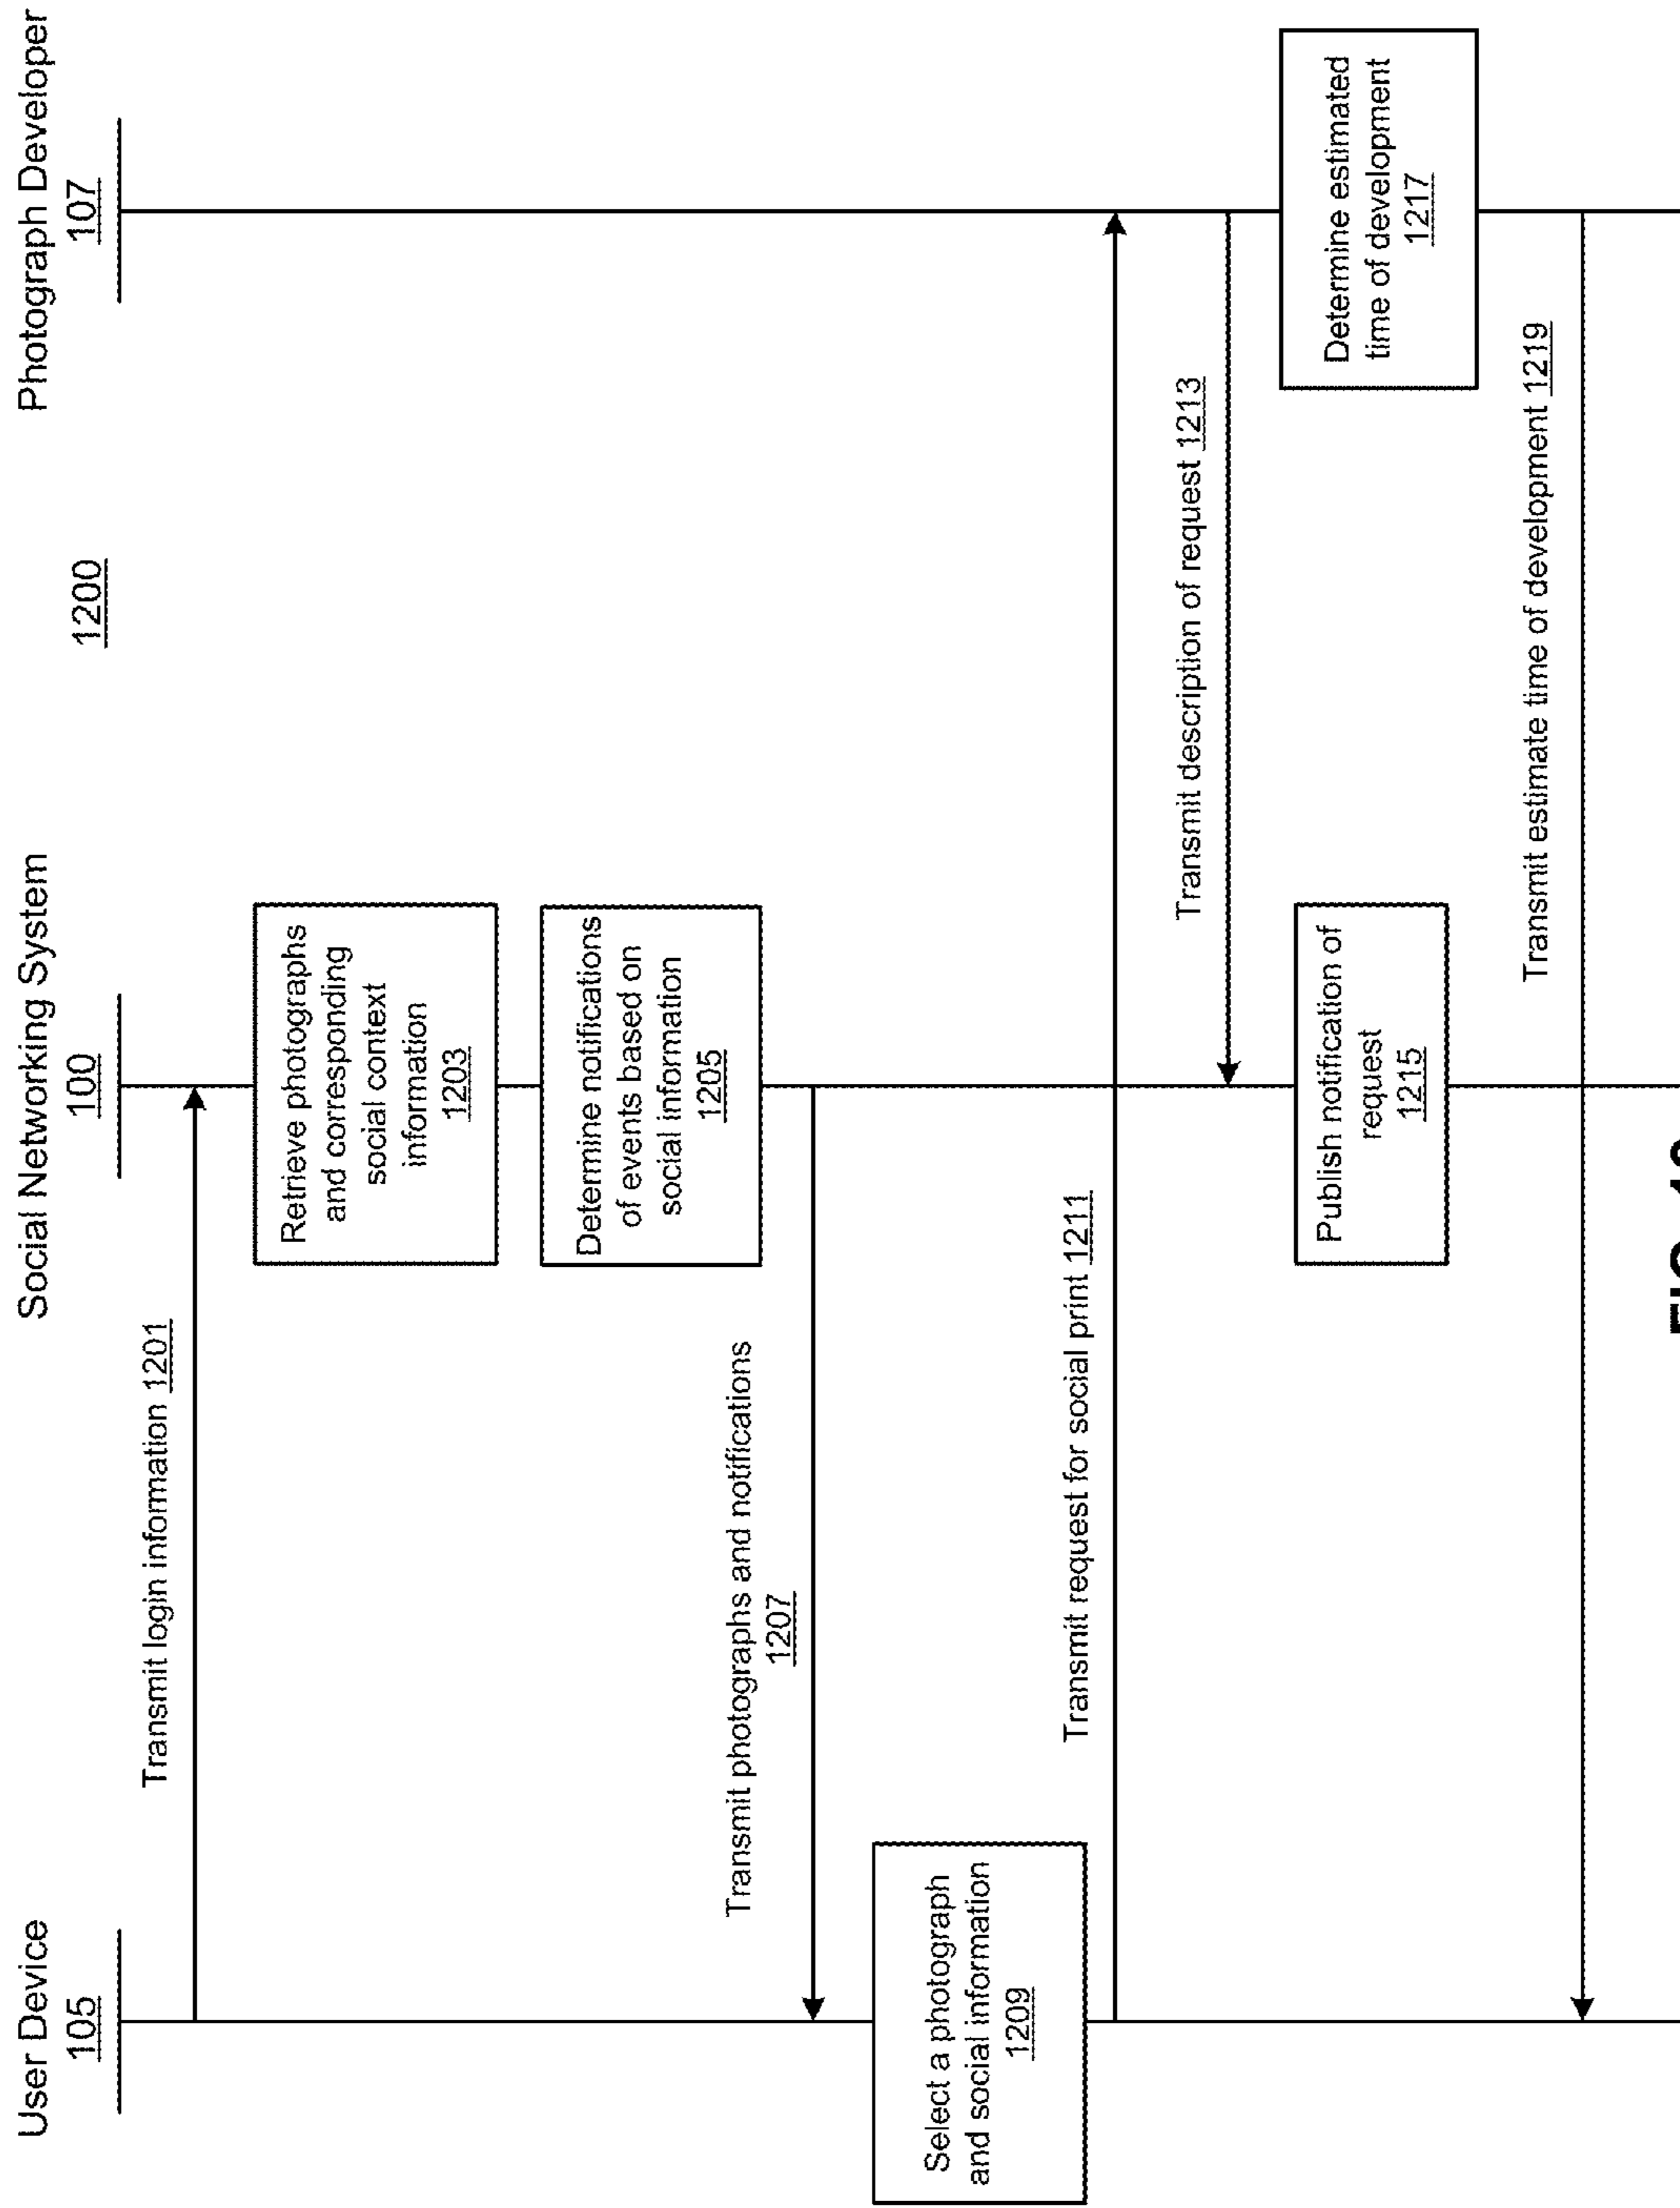 User Device
105
Social Networking System
100
1200
Photograph Developer
107
Transmit login information 1201
Retrieve photographs
and corresponding
social context
information
1203
Determine notifications
of events based on
social information
1205
Transmit photographs and notifications
1207
Select a photograph
and social information
1209
Transmit request for social print 1211
Transmit description of request 1213
Publish notification of
request
1215
Determine estimated
time of development
1217
Transmit estimate time of development 1219